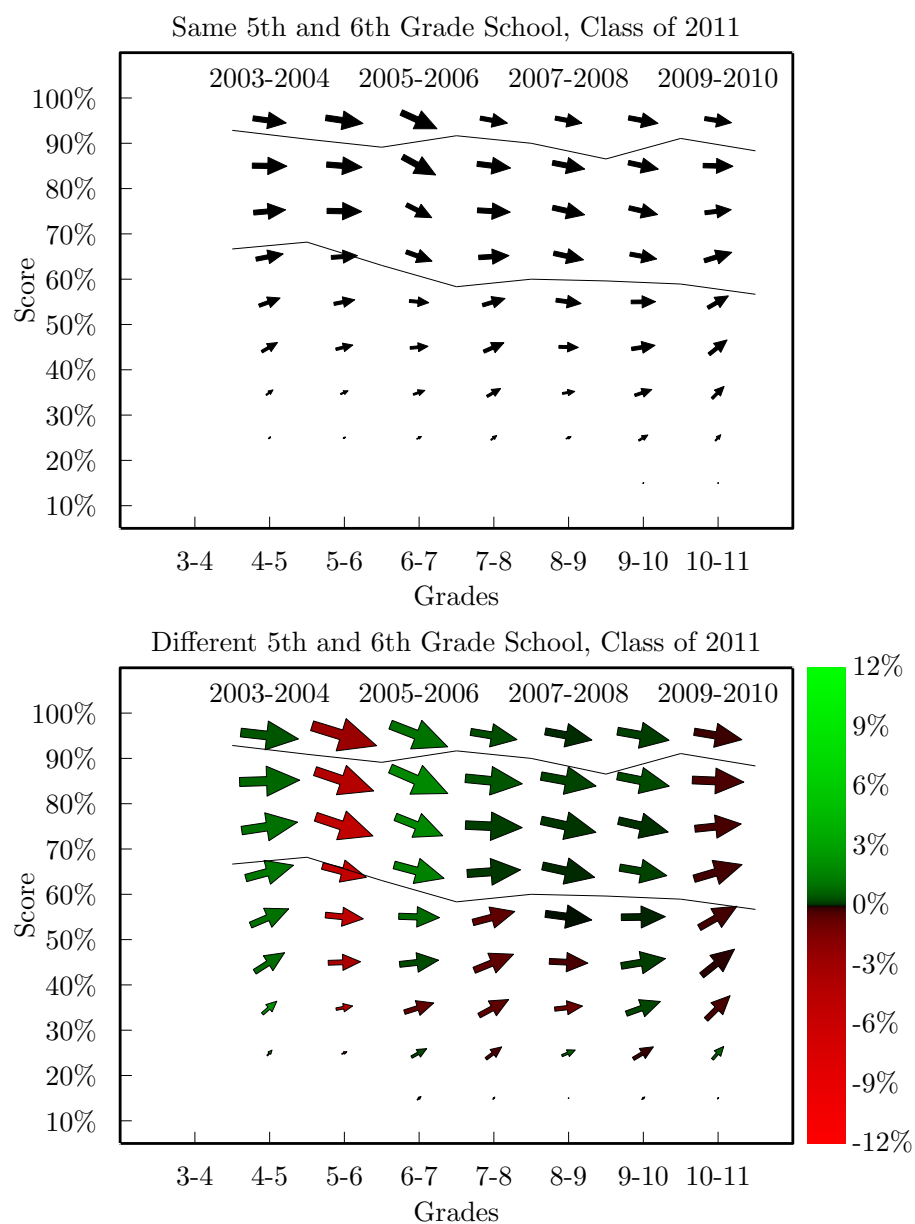 Same 5th and 6th Grade School, Class of 2011
2003-2004 2005-2006 2007-2008 2009-2010
100%
90%
80%
70%
60%
50%
40%
30%
20%
10%
Score
3-4 4-5 5-6 6-7 7-8 8-9 9-10 10-11
Grades
Different 5th and 6th Grade School, Class of 2011
2003-2004 2005-2006 2007-2008 2009-2010
100%
90%
80%
70%
60%
50%
40%
30%
20%
10%
Score
3-4 4-5 5-6 6-7 7-8 8-9 9-10 10-11
Grades
12%
9%
6%
3%
0%
-3%
-6%
-9%
-12%